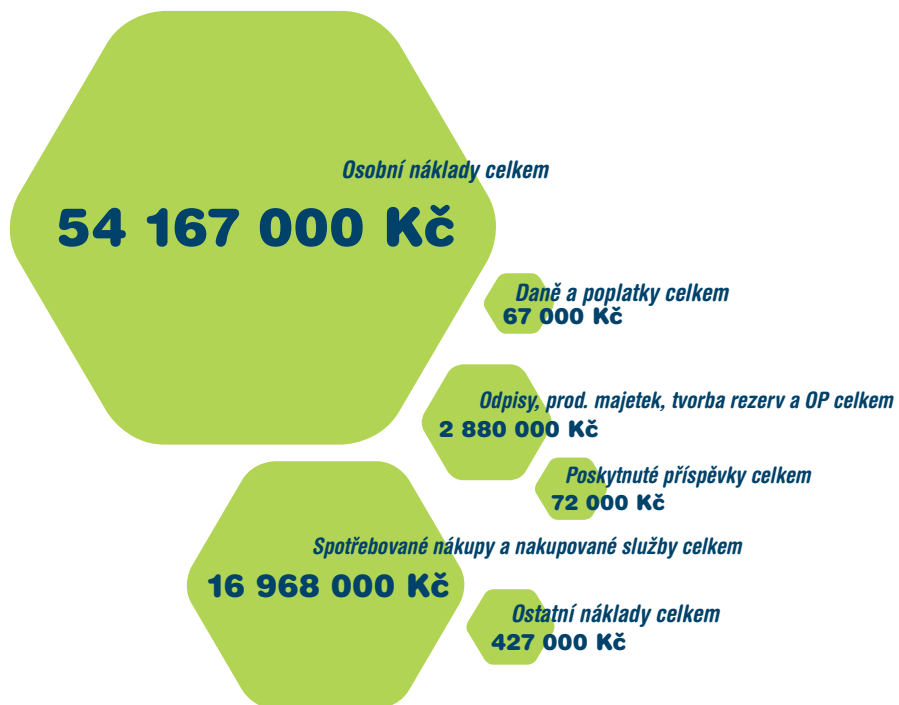 Osobní náklady celkem
54 167 000 Kč
Daně a poplatky celkem
67 000 Kč
Odpisy, prod. majetek, tvorba rezerv a OP celkem
2 880 000 Kč
Poskytnuté příspěvky celkem
72 000 Kč
Spotřebované nákupy a nakupované služby celkem
16 968 000 Kč
Ostatní náklady celkem
427 000 Kč